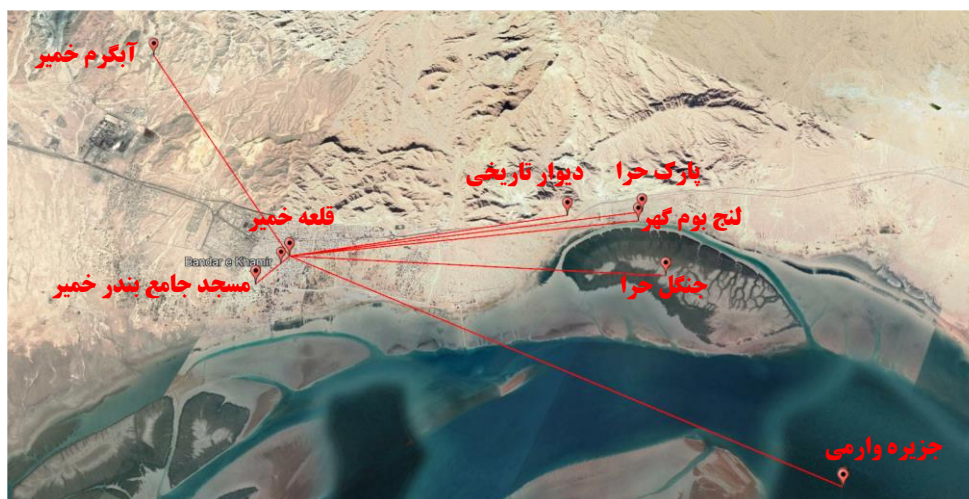 آبگرم خمیر
دیوار تاریخی
پارک حرا
لنج بوم گهر
قلعه خمیر
Bandar e Khamir
مسجد جامع بندر خمیر
جنگل حرا
جزیره وارمی